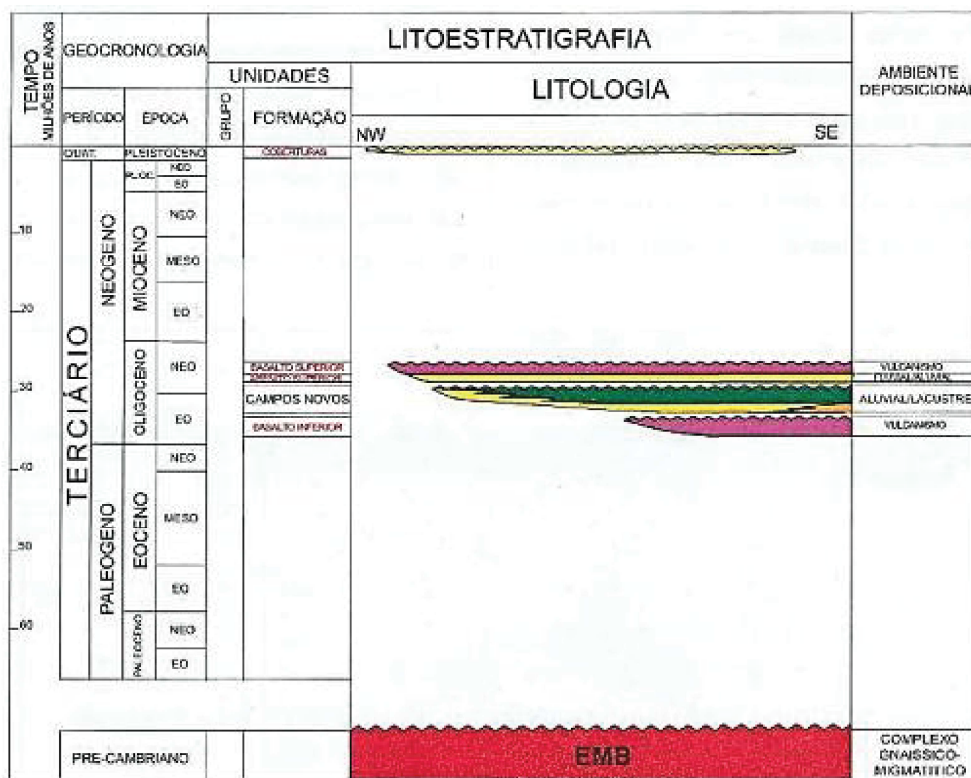 TEMPO
MILHÕES DE ANOS
GEOCRONOLOGIA
PERÍODO
ÉPOCA
LITOESTRATIGRAFIA
UNIDADES
GRUPO
FORMAÇÃO
LITOLOGIA
NW
SE
AMBIENTE
DEPOSICIONAL
QUAT.
PLEISTOCENO
COBERTURAS
PLIOC.
NEO
EO
10
20
30
40
50
60
TERCIÁRIO
NEOGENO
MIOCENO
NEO
MESO
EO
OLIGOCENO
NEO
EO
BASALTO SUPERIOR
CAMPOS NOVOS
BASALTO INFERIOR
VULCANISMO
ALUVIAL/LACUSTRE
VULCANISMO
PALEOGENO
EOCENO
NEO
MESO
EO
PALEOCENO
NEO
EO
PRE-CAMBRIANO
EMB
COMPLEXO
GNAISSICO-
MIGMATITICO